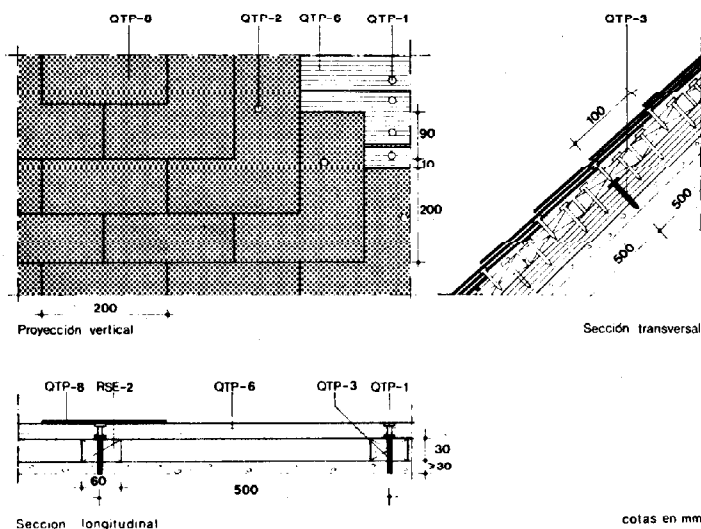 QTP-8 QTP-2 QTP-6 QTP-1
QTP-3
100
90
10
200
500
500
200
Proyección vertical
Sección transversal
QTP-8 RSE-2 QTP-6 QTP-3 QTP-1
30
>30
60
500
Sección longitudinal
cotas en mm